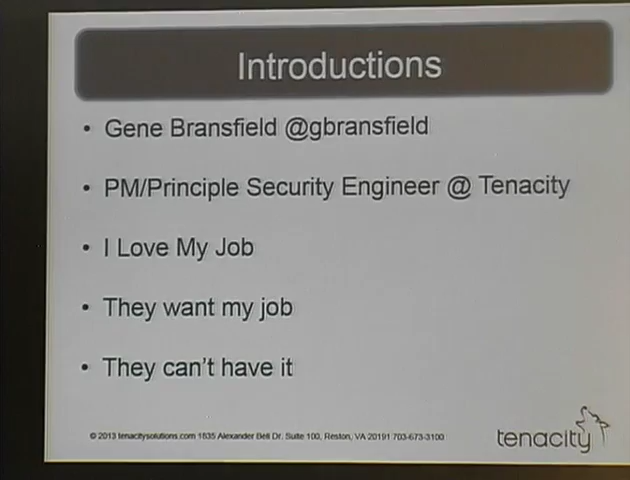 Introductions
• Gene Bransfield @gbransfield
• PM/Principle Security Engineer @ Tenacity
• I Love My Job
• They want my job
• They can't have it
© 2013 tenacitysolutions.com 1835 Alexander Bell Dr, Suite 100, Reston, VA 20191 703-673-3100
tenacity